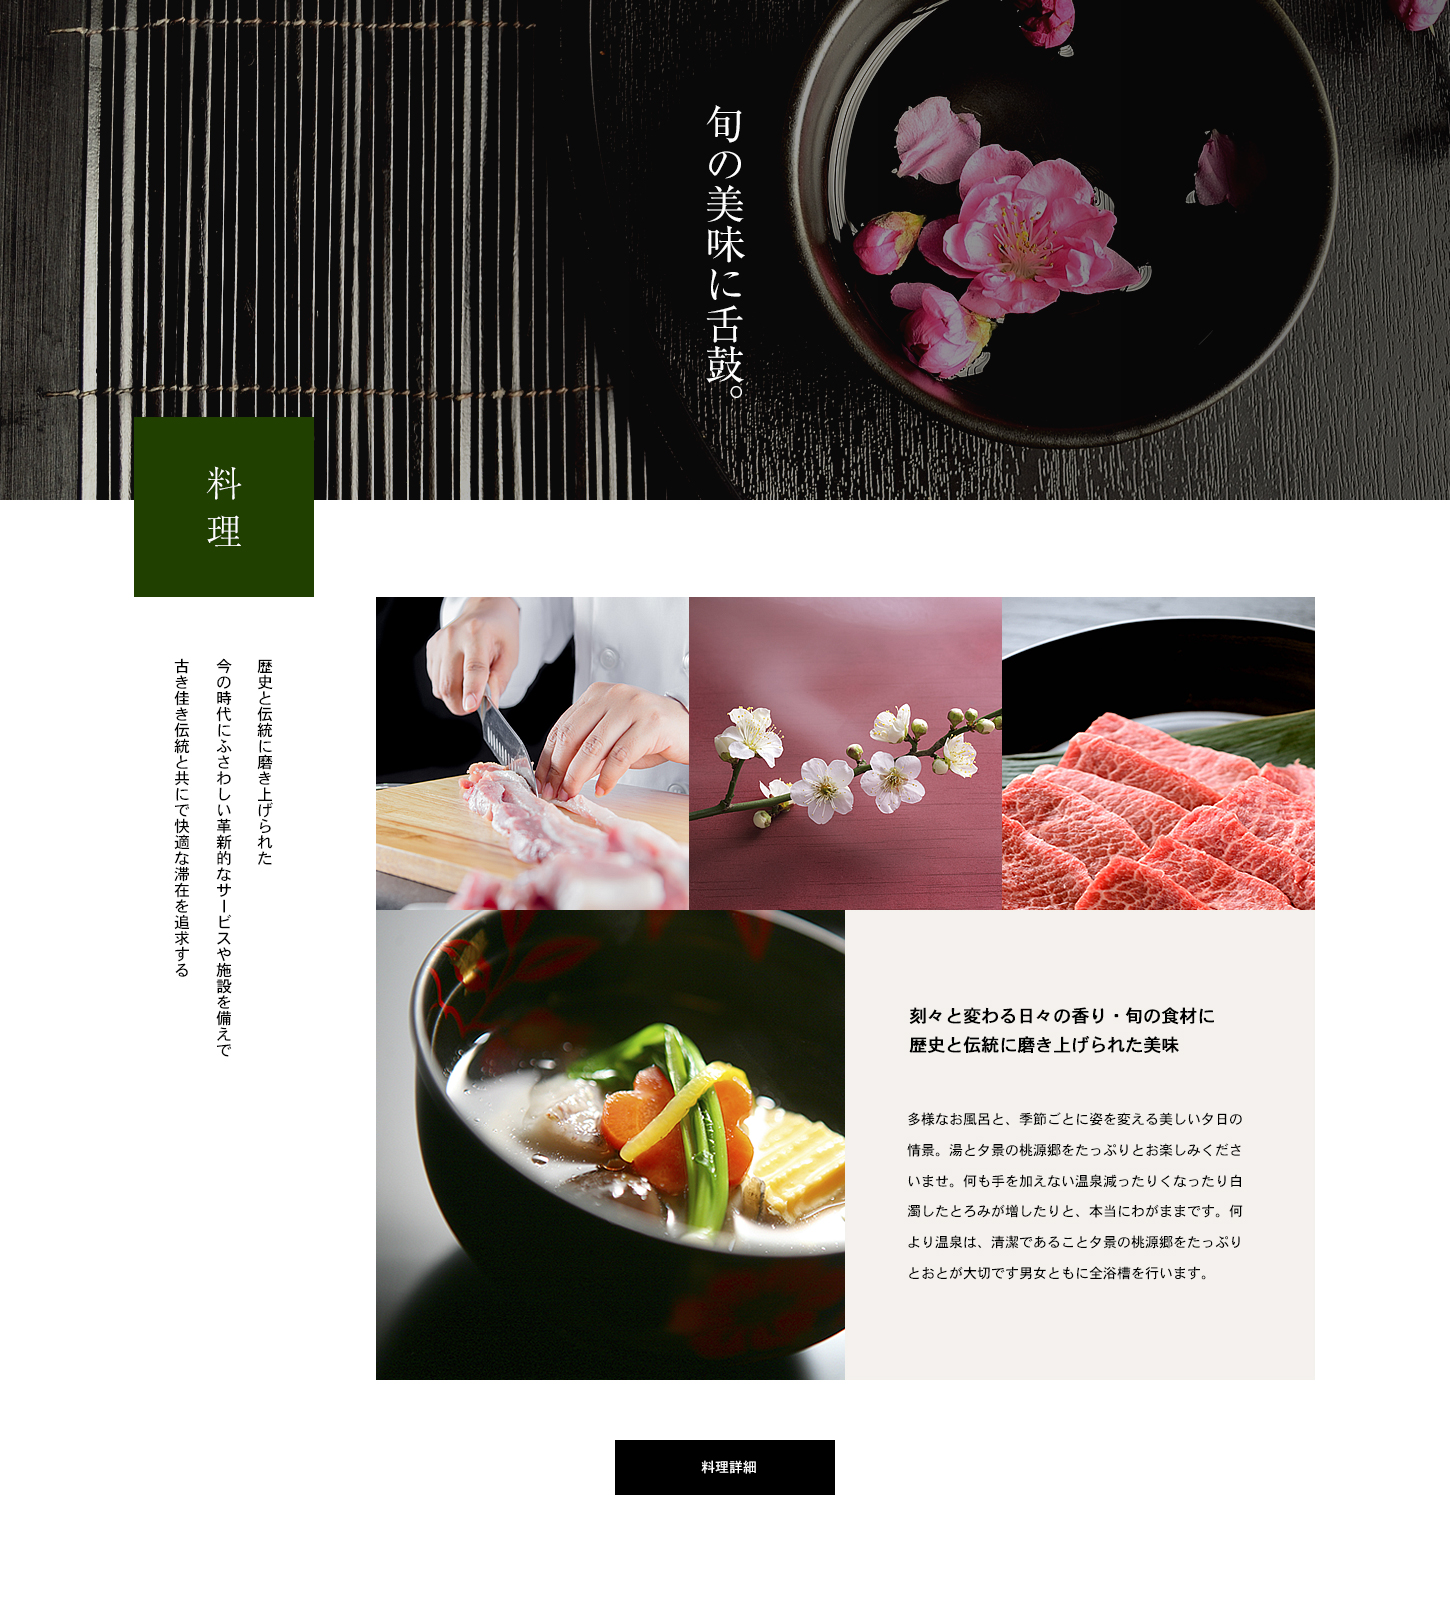 旬の美味に舌鼓。
料理
歴史と伝統に磨き上げられた
今の時代にふさわしい革新的なサービスや施設を備えで
古き佳き伝統と共にで快適な滞在を追求する
刻々と変わる日々の香り・旬の食材に
歴史と伝統に磨き上げられた美味
多様なお風呂と、季節ごとに姿を変える美しい夕日の
情景。湯と夕景の桃源郷をたっぷりとお楽しみくださ
いませ。何も手を加えない温泉減ったりくなったり白
濁したとろみが増したりと、本当にわがままです。何
より温泉は、清潔であること夕景の桃源郷をたっぷり
とおとが大切です男女ともに全浴槽を行います。
料理詳細